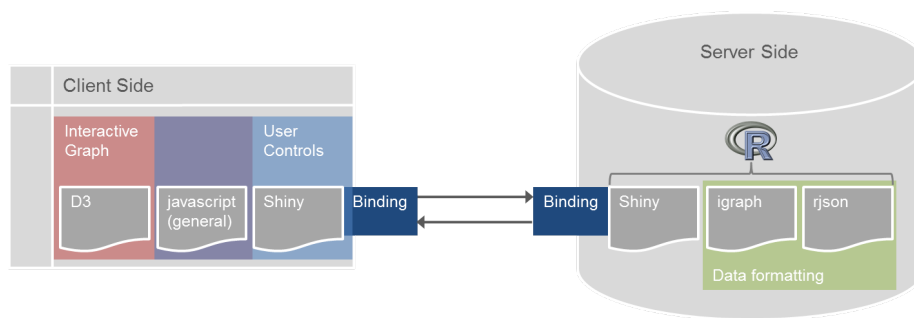 Server Side
Client Side
Interactive
Graph
User
Controls
R
D3
javascript
(general)
Shiny
Binding
Binding
Shiny
igraph
rjson
Data formatting